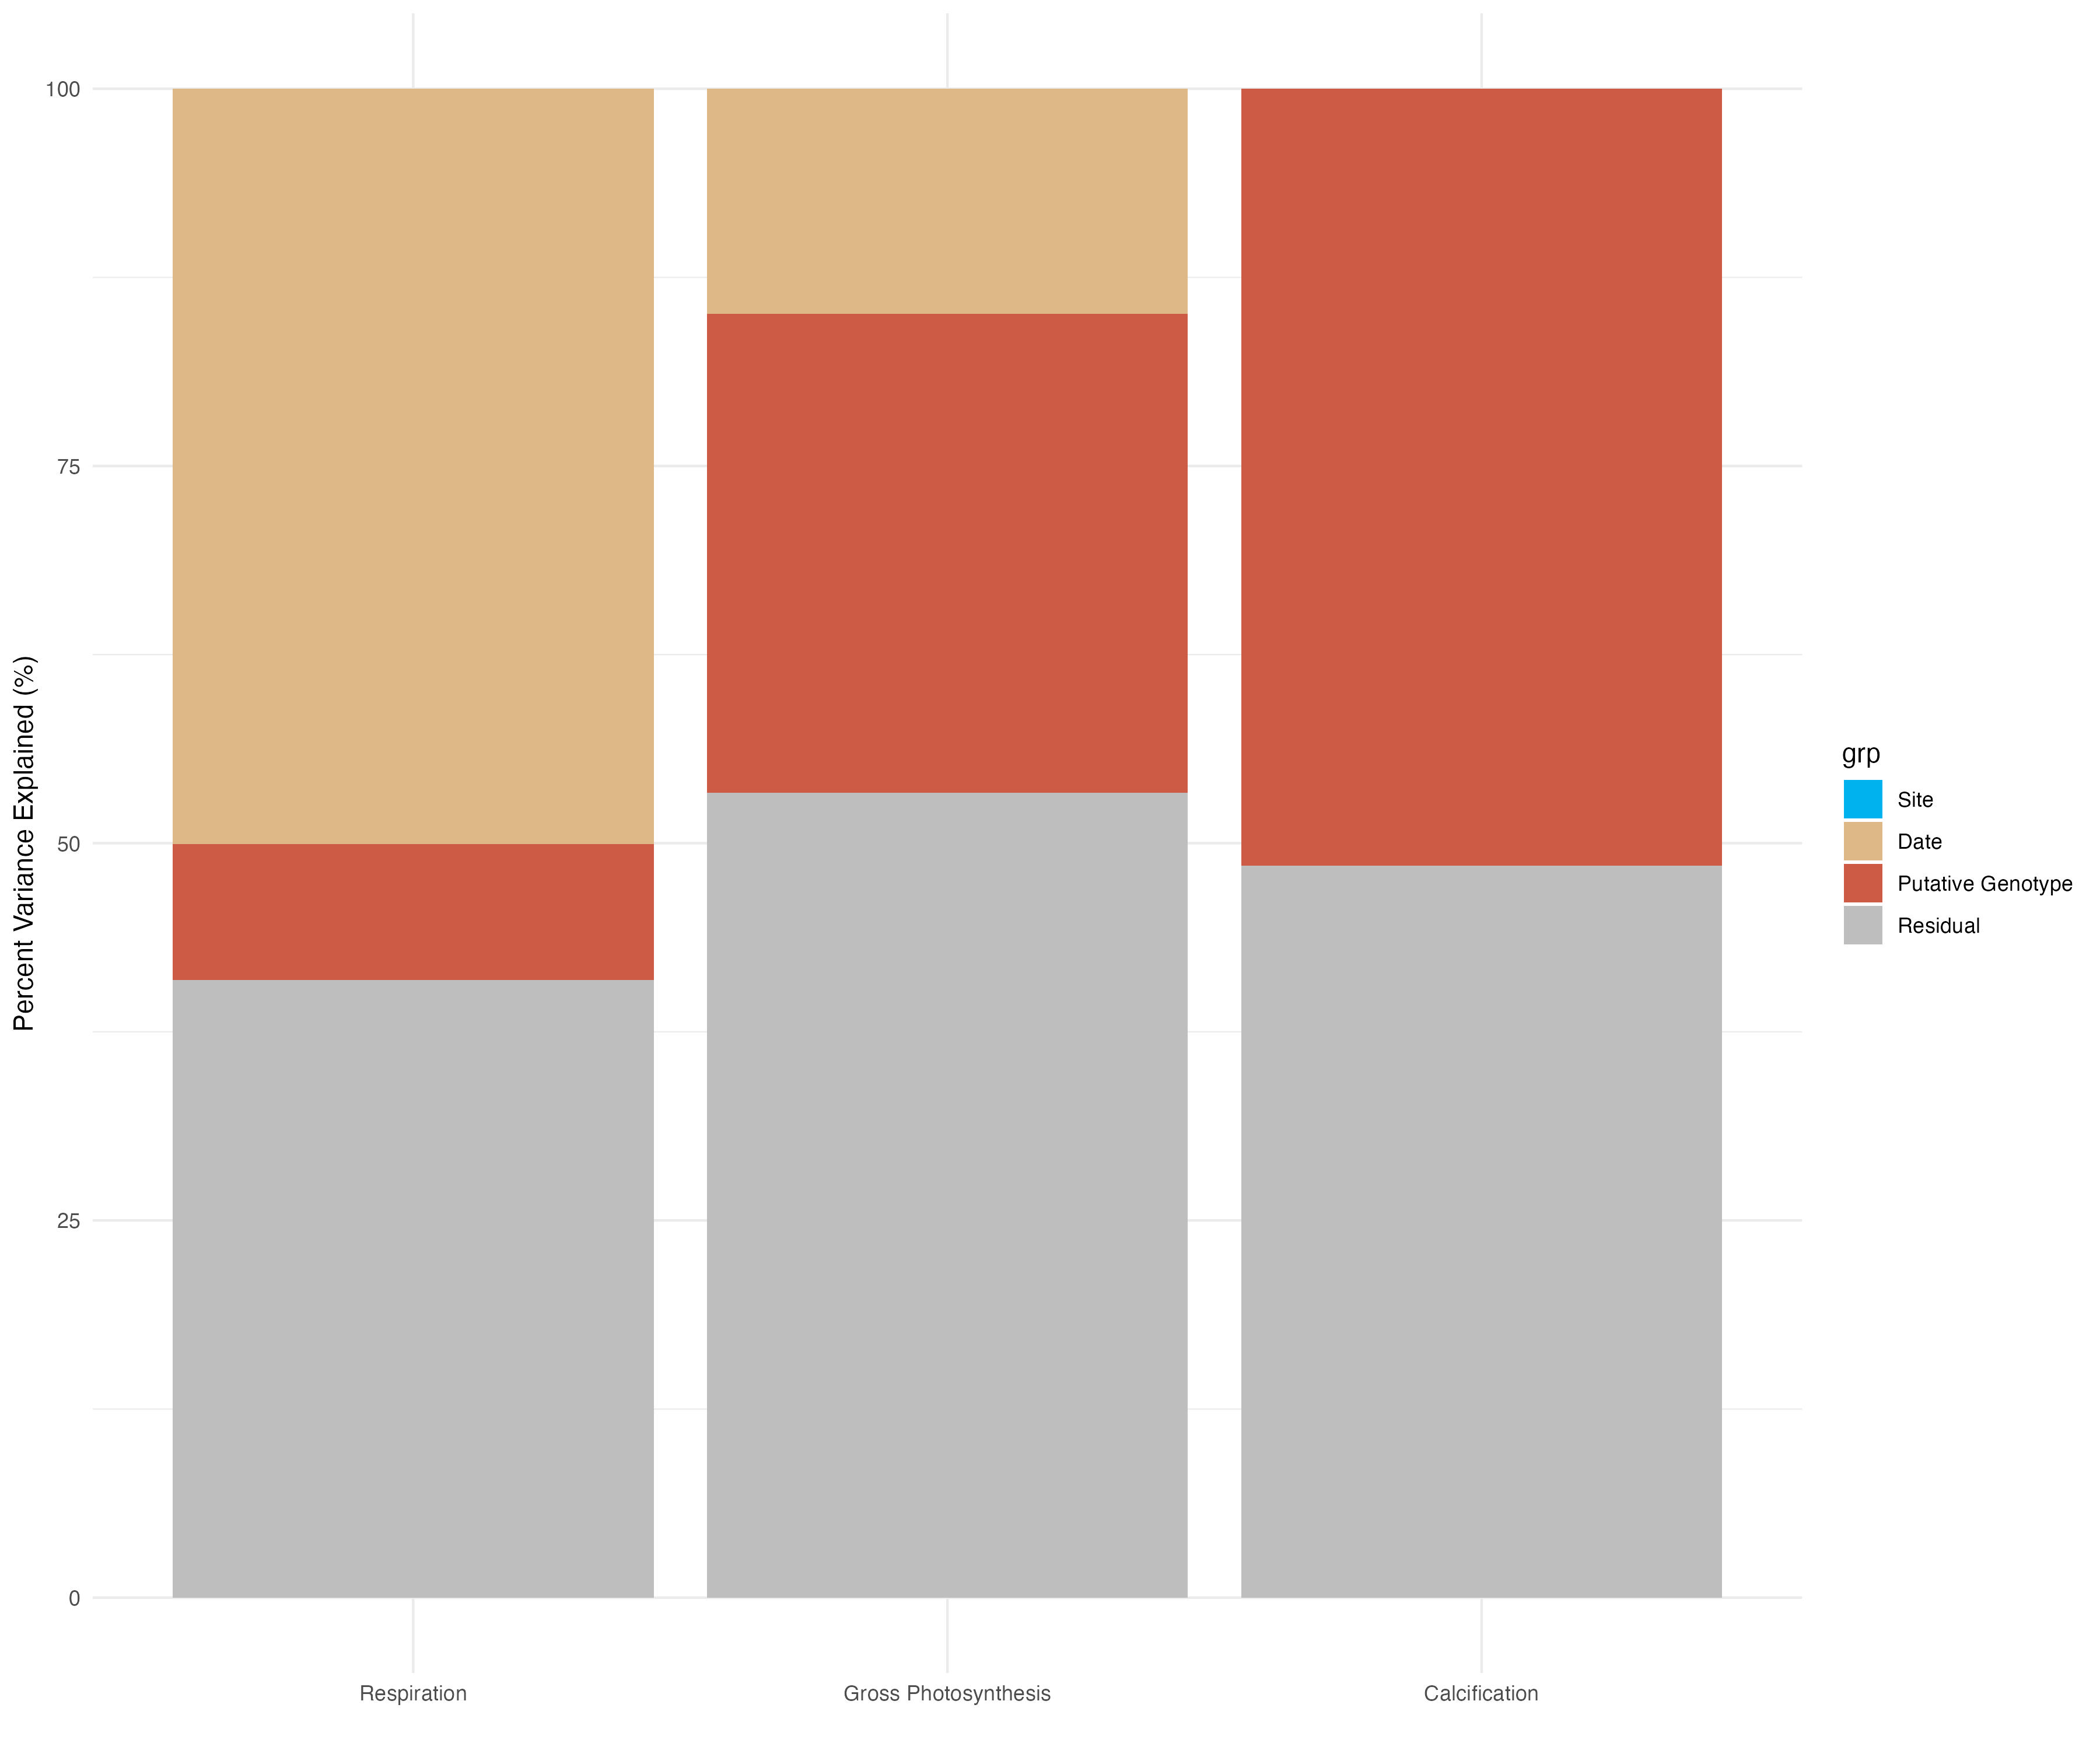 Percent Variance Explained (%)
100
75
50
25
0
Respiration
Gross Photosynthesis
Calcification
grp
Site
Date
Putative Genotype
Residual